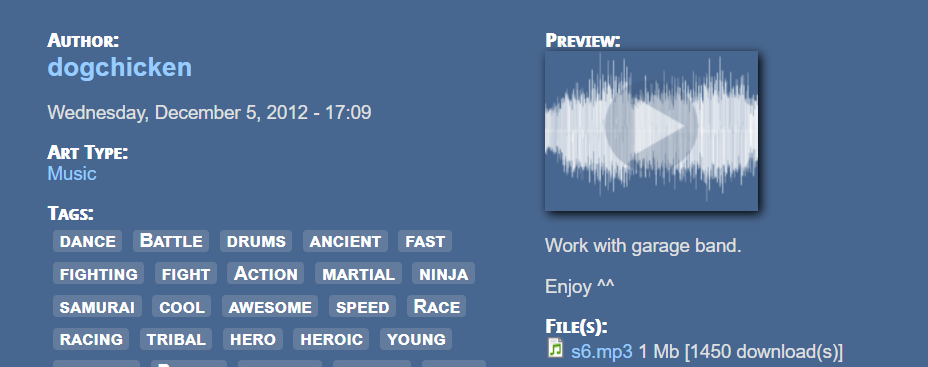 Author:
dogchicken
Wednesday, December 5, 2012 - 17:09
Art Type:
Music
Tags:
dance Battle drums ancient fast
fighting fight Action martial ninja
samurai cool awesome speed Race
racing tribal hero heroic young
Preview:
Work with garage band.
Enjoy ^^
File(s):
s6.mp3 1 Mb [1450 download(s)]